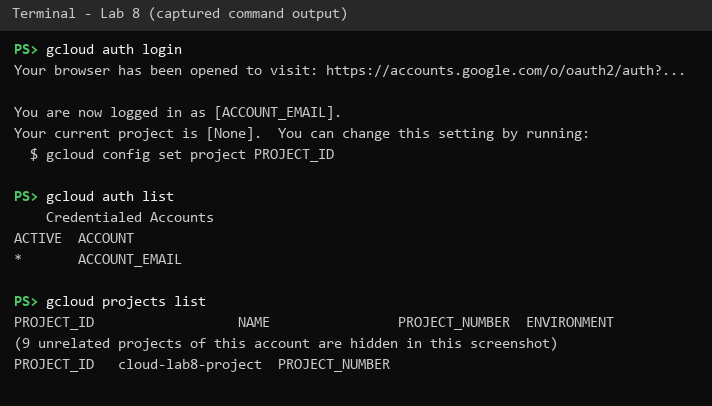 Terminal - Lab 8 (captured command output)
PS> gcloud auth login
Your browser has been opened to visit: https://accounts.google.com/o/oauth2/auth?...
You are now logged in as [ACCOUNT_EMAIL].
Your current project is [None].  You can change this setting by running:
  $ gcloud config set project PROJECT_ID
PS> gcloud auth list
    Credentialed Accounts
ACTIVE  ACCOUNT
*       ACCOUNT_EMAIL
PS> gcloud projects list
PROJECT_ID                  NAME                PROJECT_NUMBER  ENVIRONMENT
(9 unrelated projects of this account are hidden in this screenshot)
PROJECT_ID   cloud-lab8-project  PROJECT_NUMBER